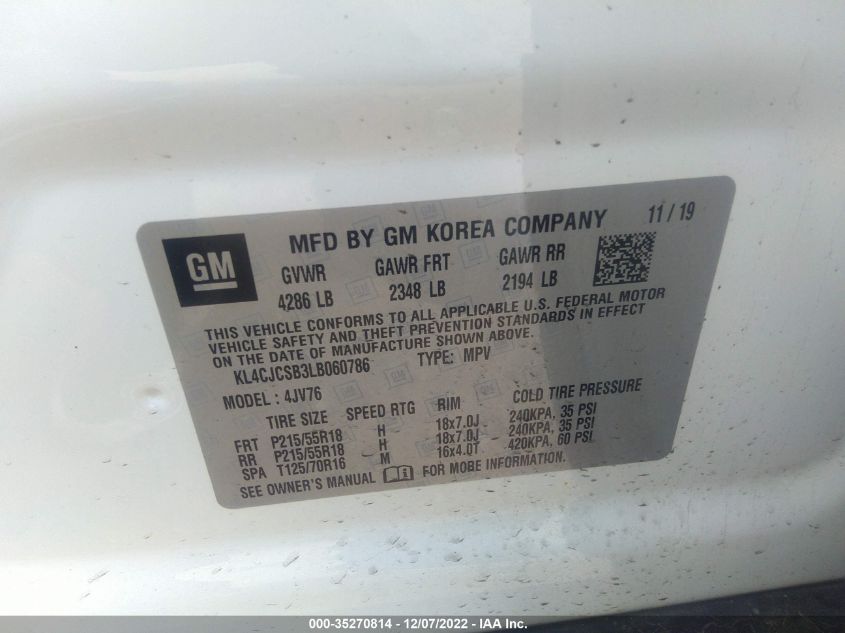 GM
MFD BY GM KOREA COMPANY 11 / 19
GVWR GAWR FRT GAWR RR
4286 LB 2348 LB 2194 LB
THIS VEHICLE CONFORMS TO ALL APPLICABLE U.S. FEDERAL MOTOR
VEHICLE SAFETY AND THEFT PREVENTION STANDARDS IN EFFECT
ON THE DATE OF MANUFACTURE SHOWN ABOVE.
KL4CJCSB3LB060786 TYPE: MPV
MODEL : 4JV76
TIRE SIZE SPEED RTG RIM COLD TIRE PRESSURE
FRT P215/55R18 H 18x7.0J 240KPA, 35 PSI
RR P215/55R18 H 18x7.0J 240KPA, 35 PSI
SPA T125/70R16 M 16x4.0T 420KPA, 60 PSI
SEE OWNER'S MANUAL FOR MOBE INFORMATION.
000-35270814 - 12/07/2022 - IAA Inc.